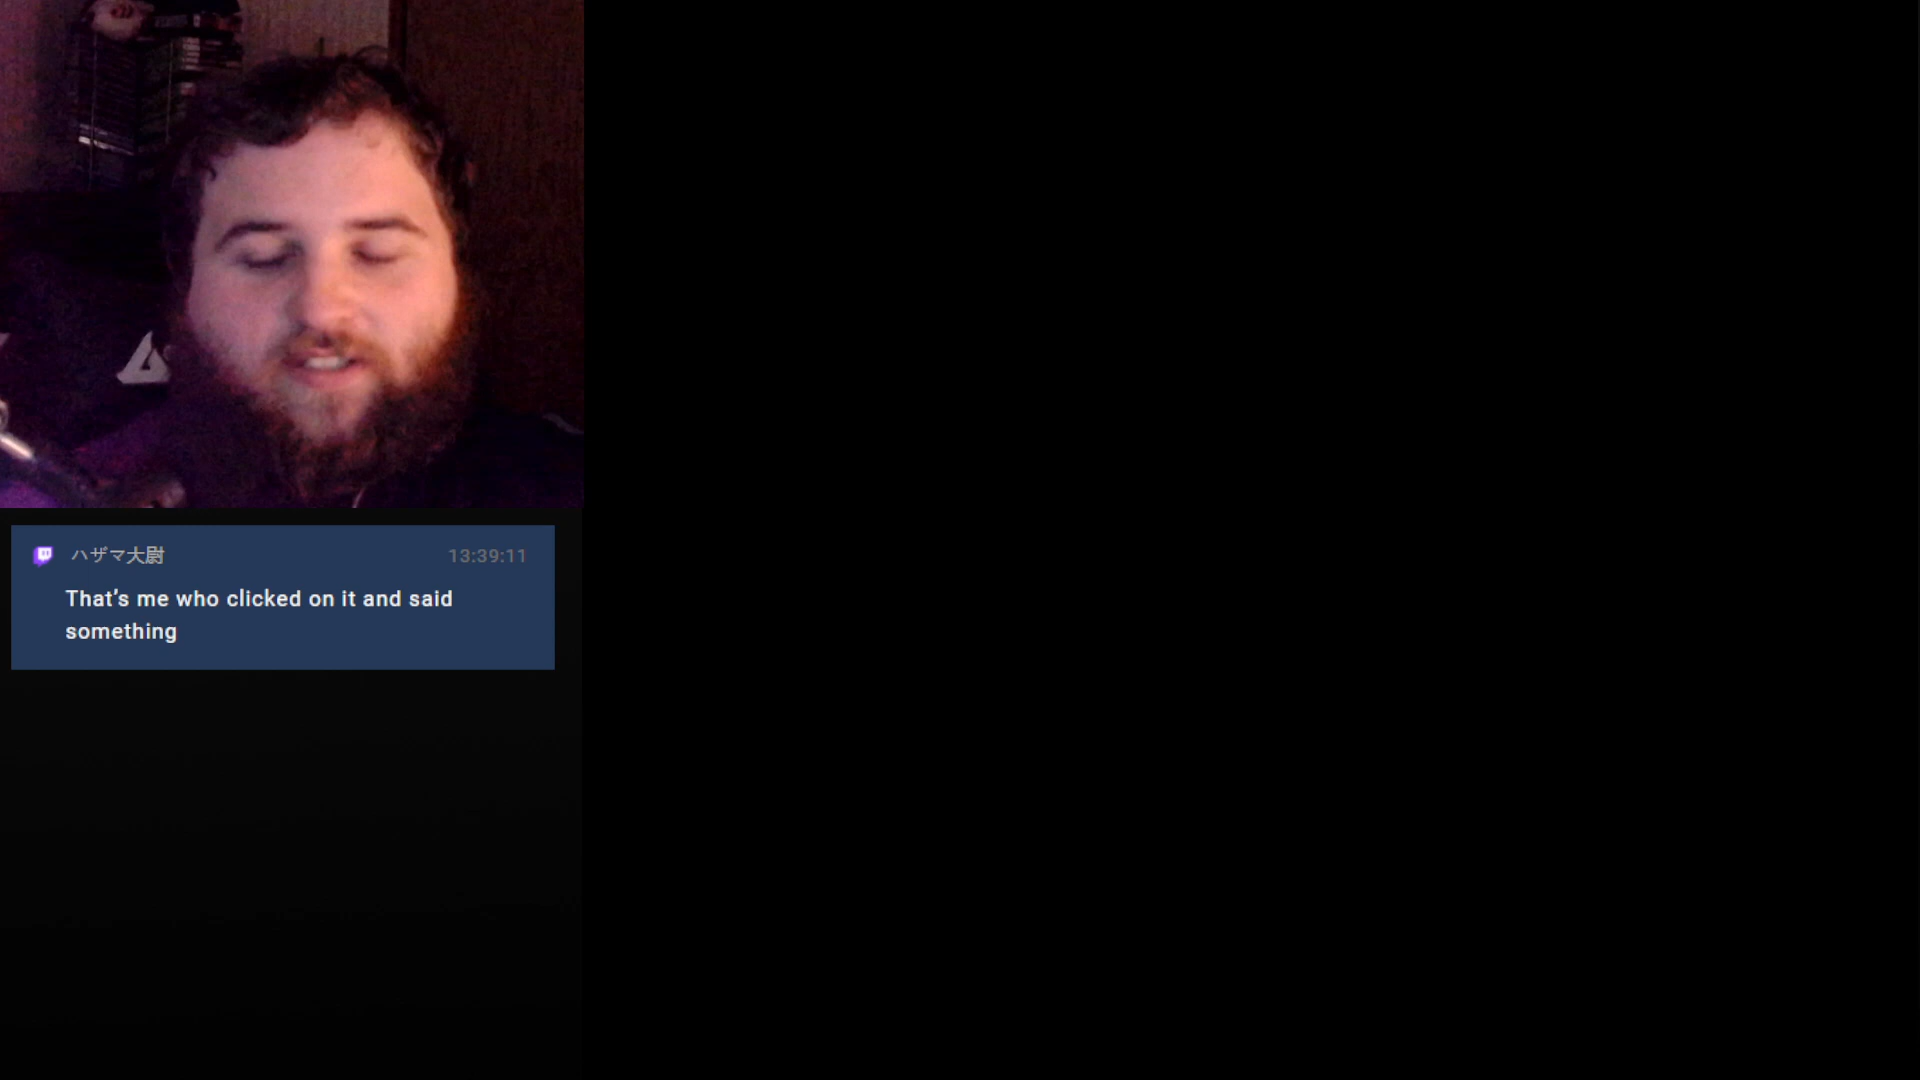 ハザマ大尉 13:39:11
That's me who clicked on it and said
something